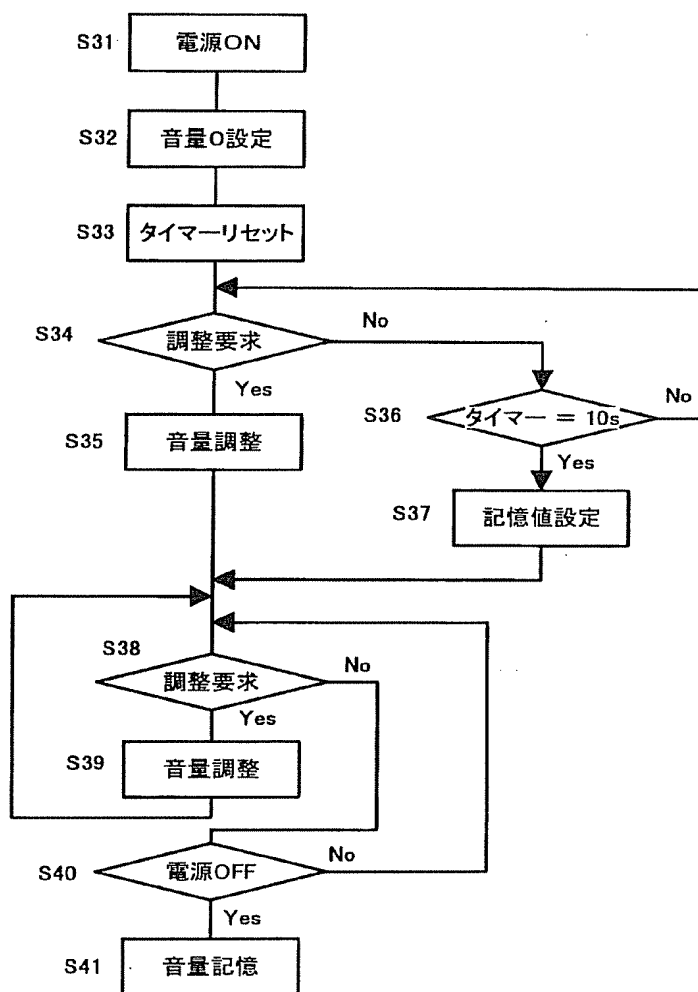 S31 電源ON
S32 音量0設定
S33 タイマーリセット
S34 調整要求 No
Yes
S35 音量調整
S36 タイマー = 10s No
Yes
S37 記憶値設定
S38 調整要求 No
Yes
S39 音量調整
S40 電源OFF No
Yes
S41 音量記憶